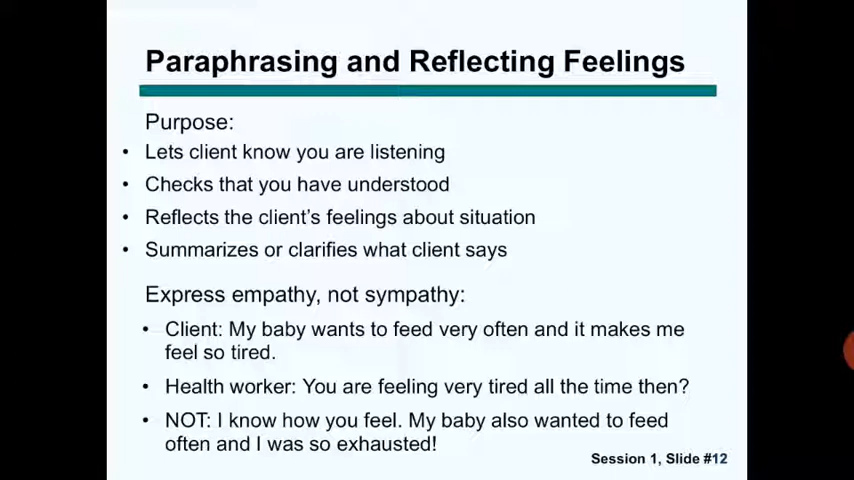 Paraphrasing and Reflecting Feelings
Purpose:
• Lets client know you are listening
• Checks that you have understood
• Reflects the client's feelings about situation
• Summarizes or clarifies what client says
Express empathy, not sympathy:
• Client: My baby wants to feed very often and it makes me
feel so tired.
• Health worker: You are feeling very tired all the time then?
• NOT: I know how you feel. My baby also wanted to feed
often and I was so exhausted!
Session 1, Slide #12